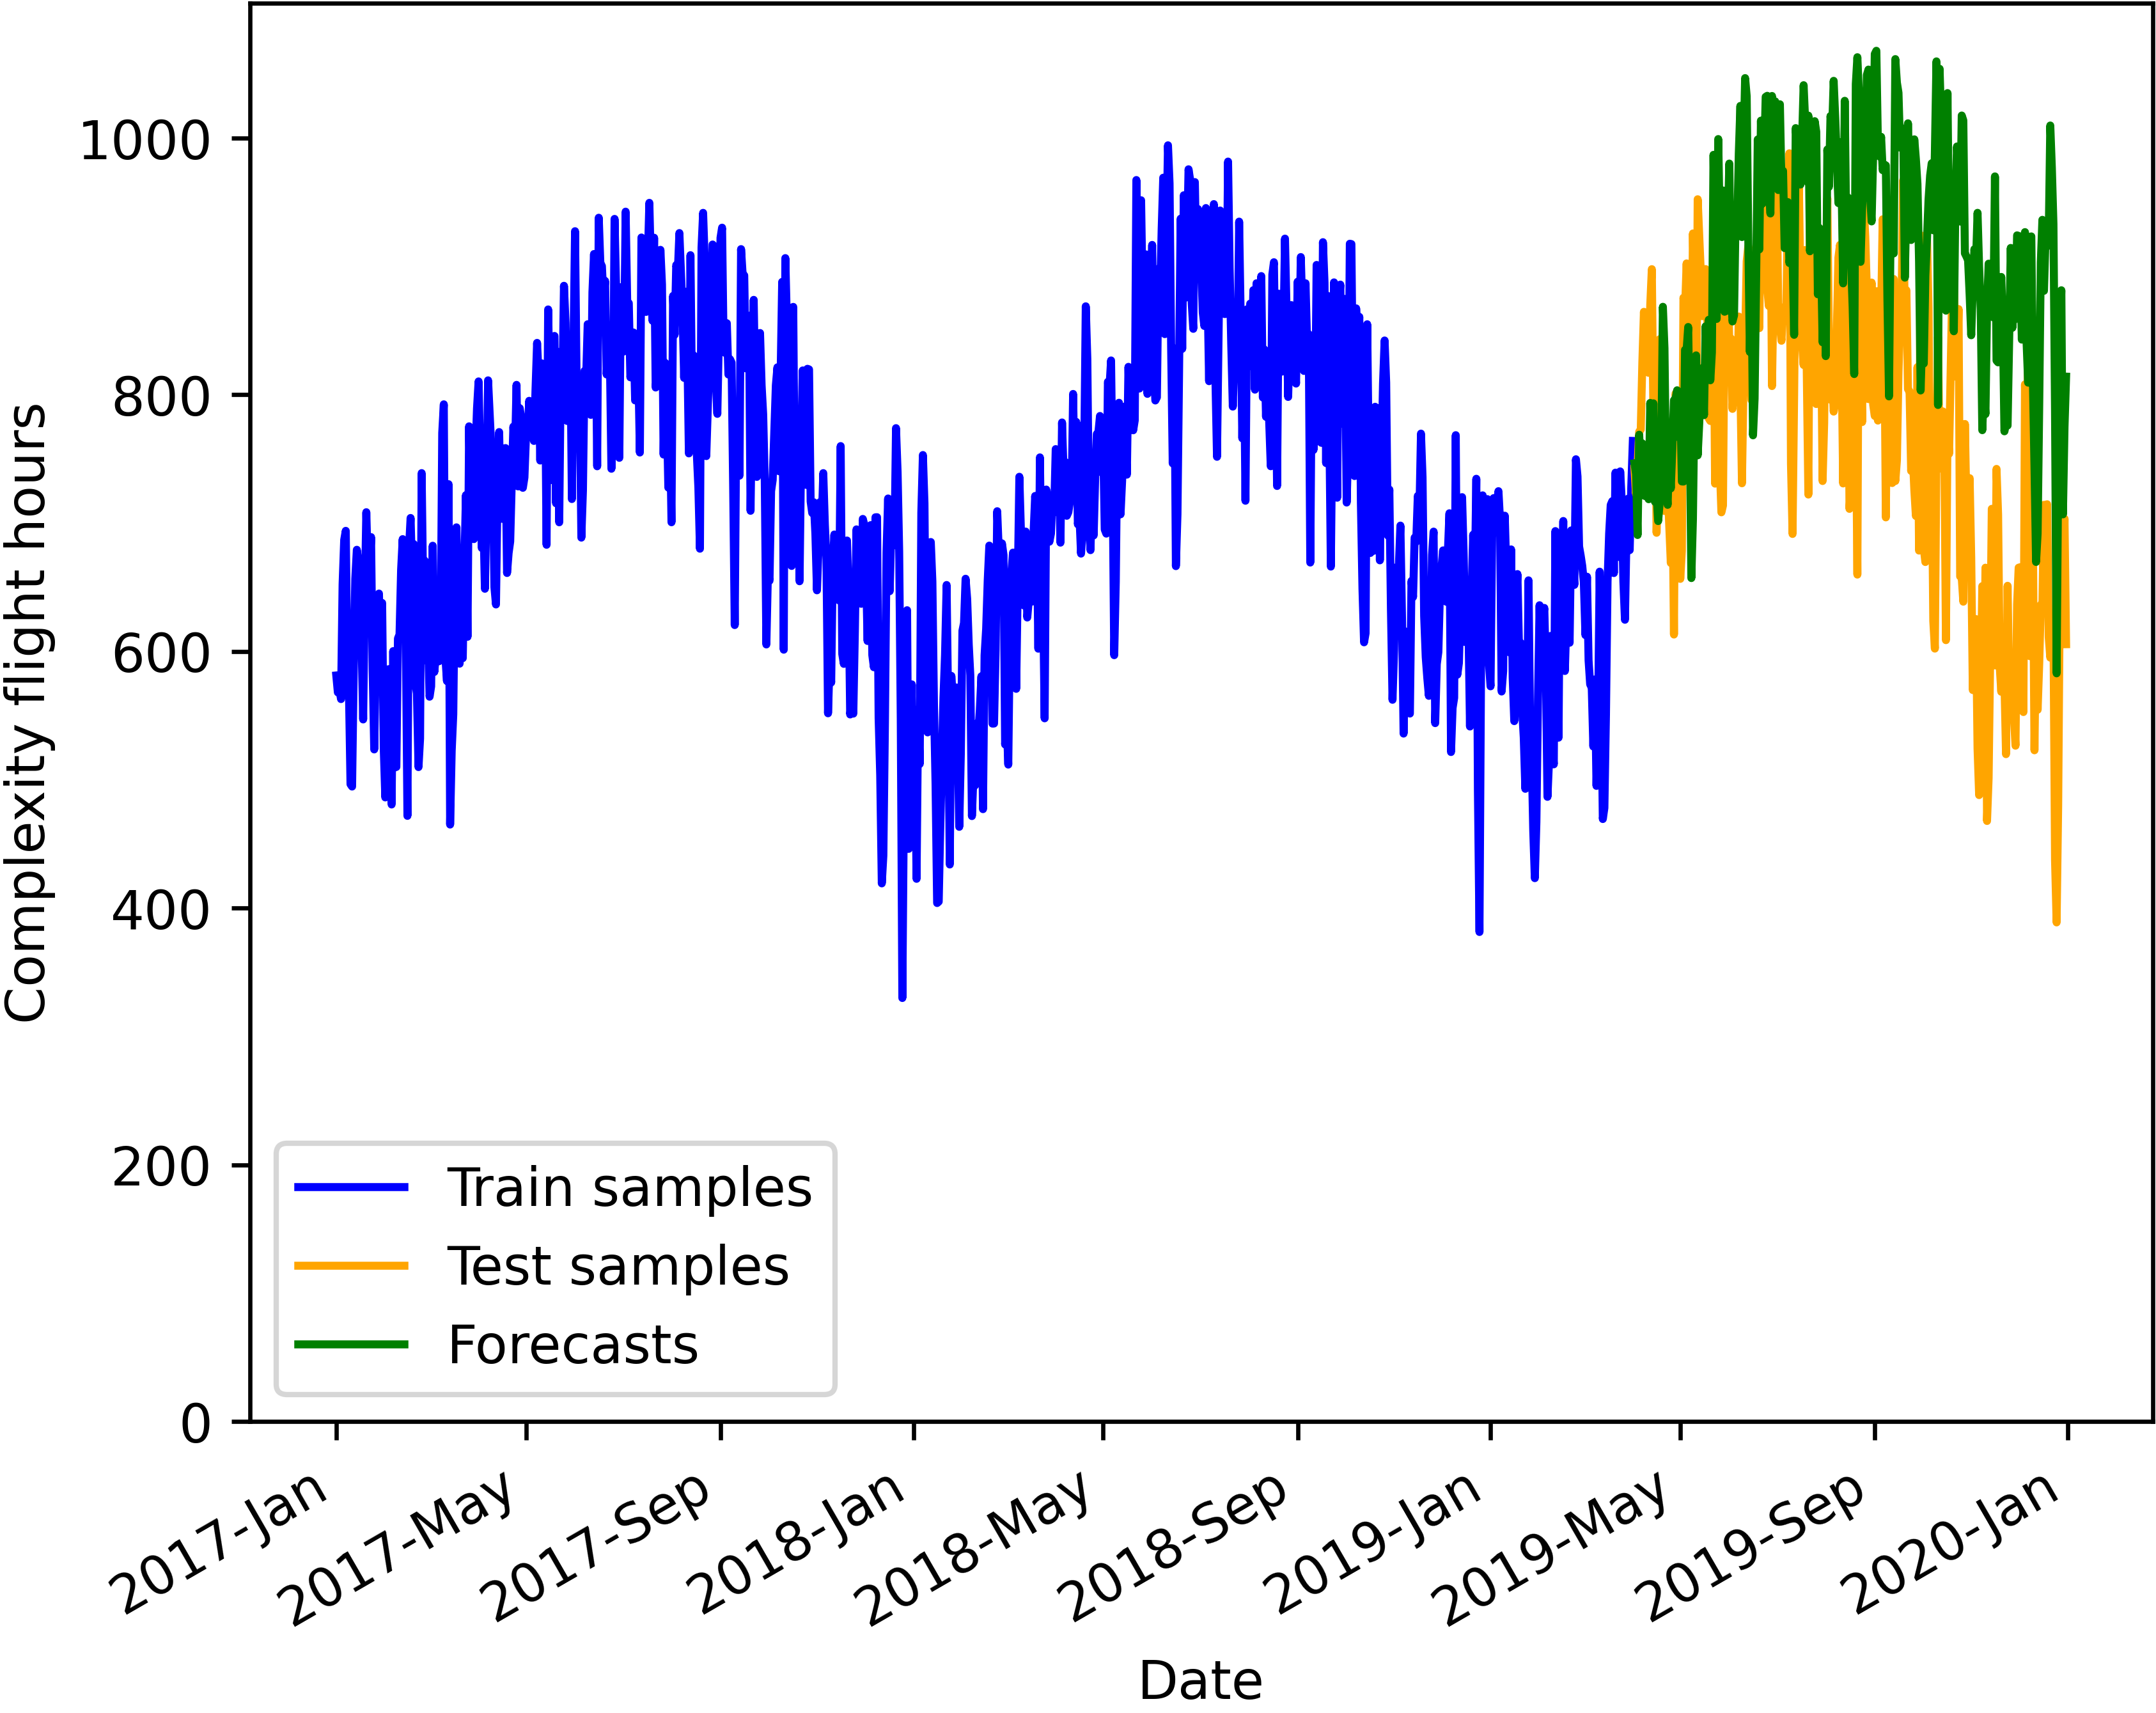 Complexity flight hours
1000
800
600
400
200
0
Train samples
Test samples
Forecasts
2017-Jan
2017-May
2017-Sep
2018-Jan
2018-May
2018-Sep
2019-Jan
2019-May
2019-Sep
2020-Jan
Date